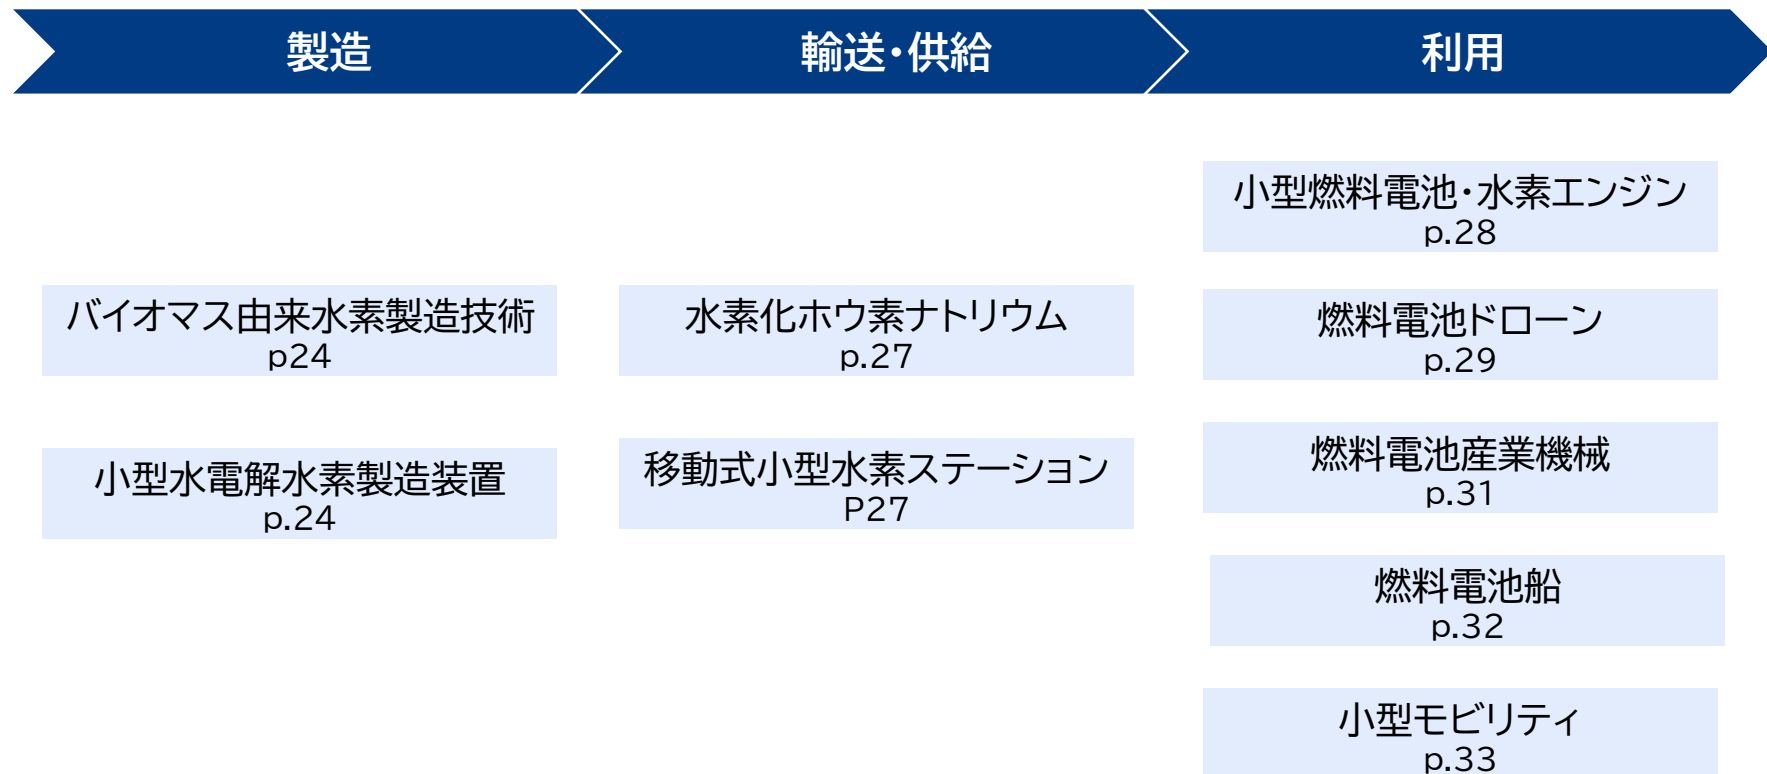 製造
輸送・供給
利用
バイオマス由来水素製造技術
p24
小型水電解水素製造装置
p.24
水素化ホウ素ナトリウム
p.27
移動式小型水素ステーション
P27
小型燃料電池・水素エンジン
p.28
燃料電池ドローン
p.29
燃料電池産業機械
p.31
燃料電池船
p.32
小型モビリティ
p.33